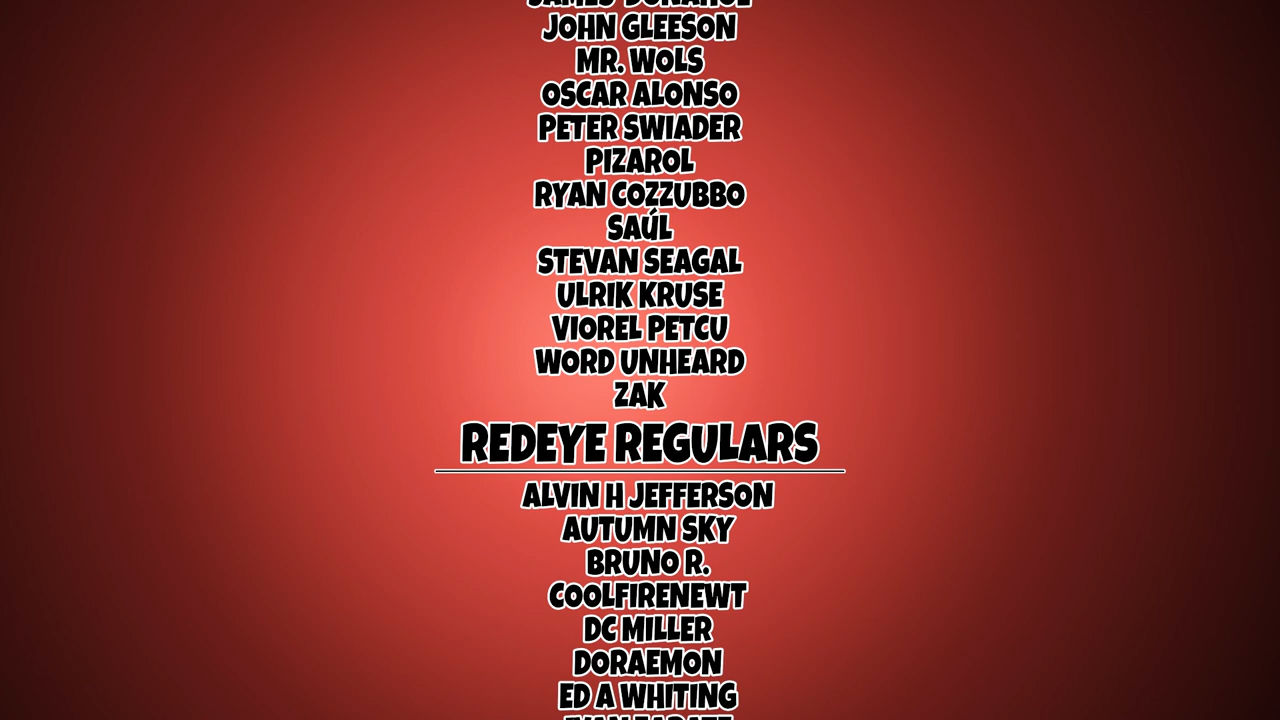 JOHN GLEESON
MR. WOLS
OSCAR ALONSO
PETER SWIADER
PIZAROL
RYAN COZZUBBO
SAÚL
STEVAN SEAGAL
ULRIK KRUSE
VIOREL PETCU
WORD UNHEARD
ZAK
REDEYE REGULARS
ALVIN H JEFFERSON
AUTUMN SKY
BRUNO R.
COOLFIRENEWT
DC MILLER
DORAEMON
ED A WHITING